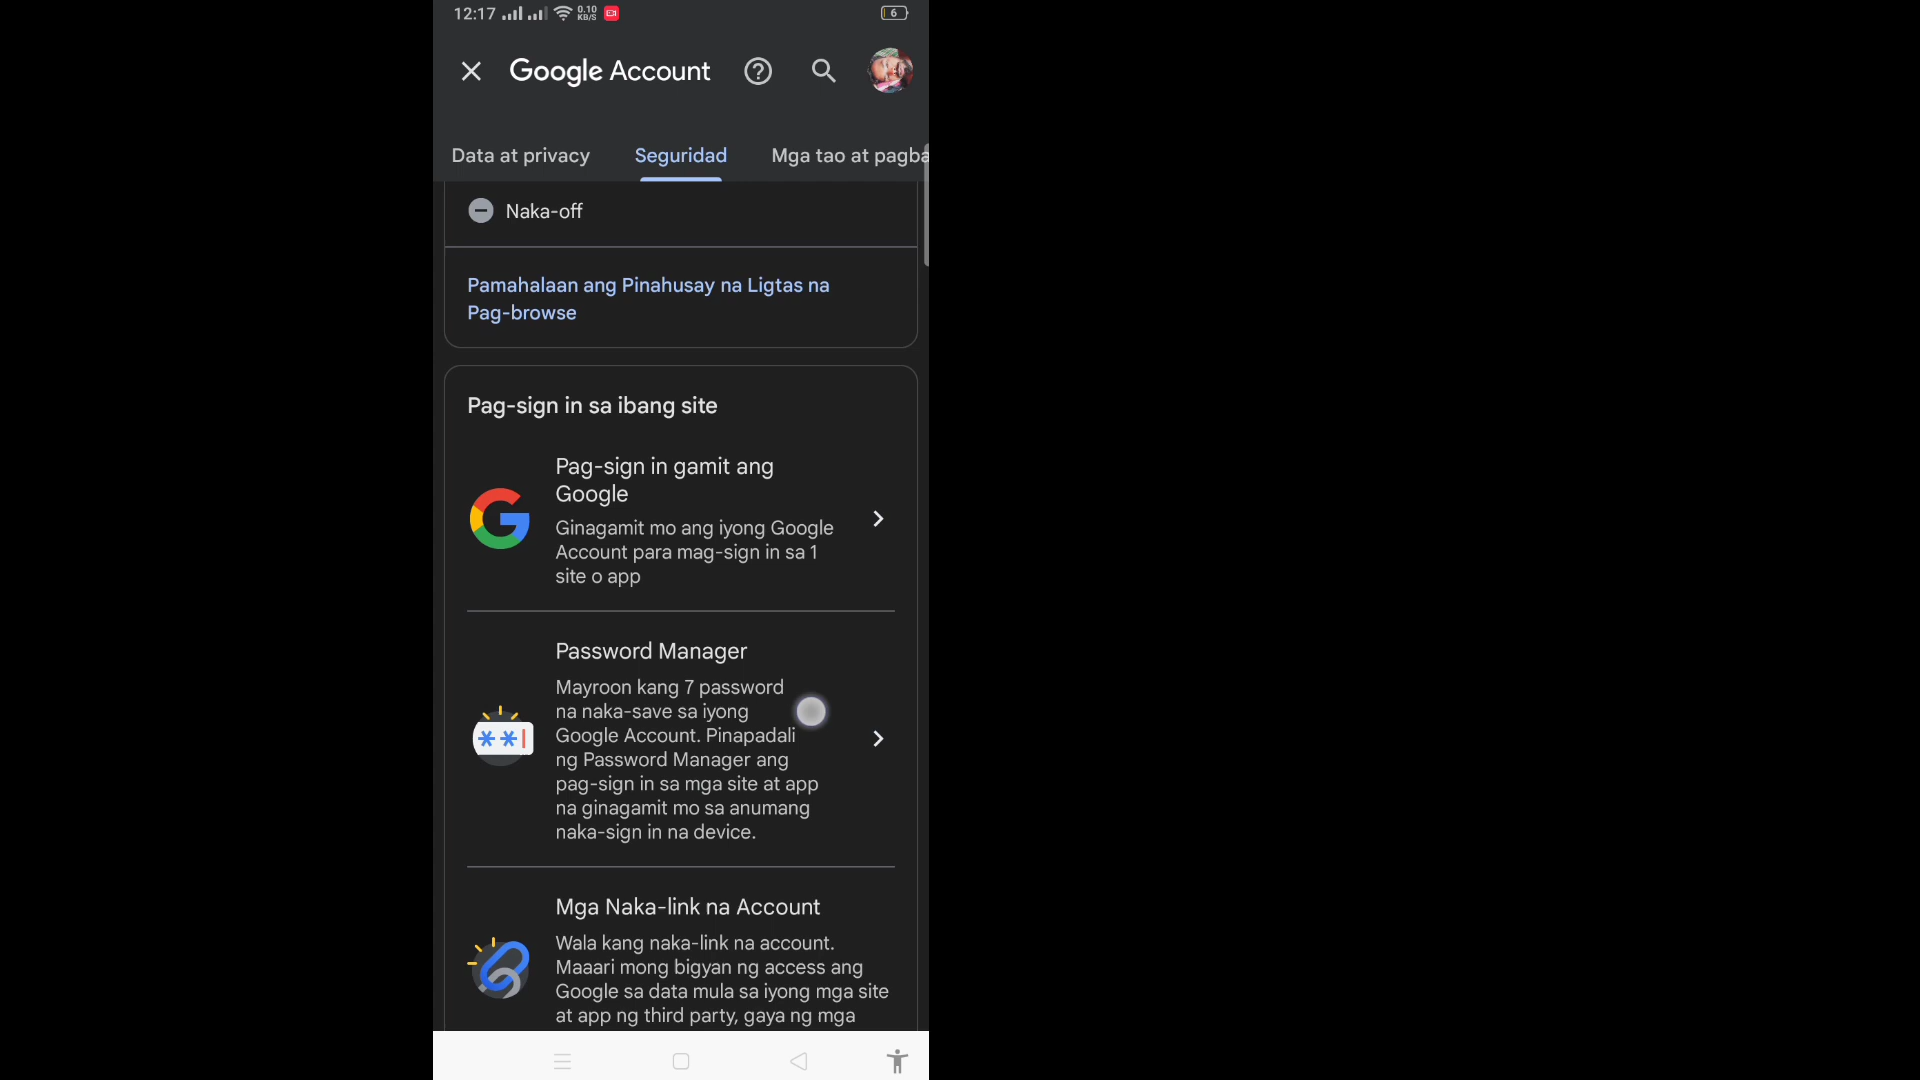 12:17
0.10
KB/S
6
Google Account
Data at privacy
Seguridad
Mga tao at pagba
Naka-off
Pamahalaan ang Pinahusay na Ligtas na
Pag-browse
Pag-sign in sa ibang site
Pag-sign in gamit ang
Google
Ginagamit mo ang iyong Google
Account para mag-sign in sa 1
site o app
Password Manager
Mayroon kang 7 password
na naka-save sa iyong
Google Account. Pinapadali
ng Password Manager ang
pag-sign in sa mga site at app
na ginagamit mo sa anumang
naka-sign in na device.
Mga Naka-link na Account
Wala kang naka-link na account.
Maaari mong bigyan ng access ang
Google sa data mula sa iyong mga site
at app ng third party, gaya ng mga